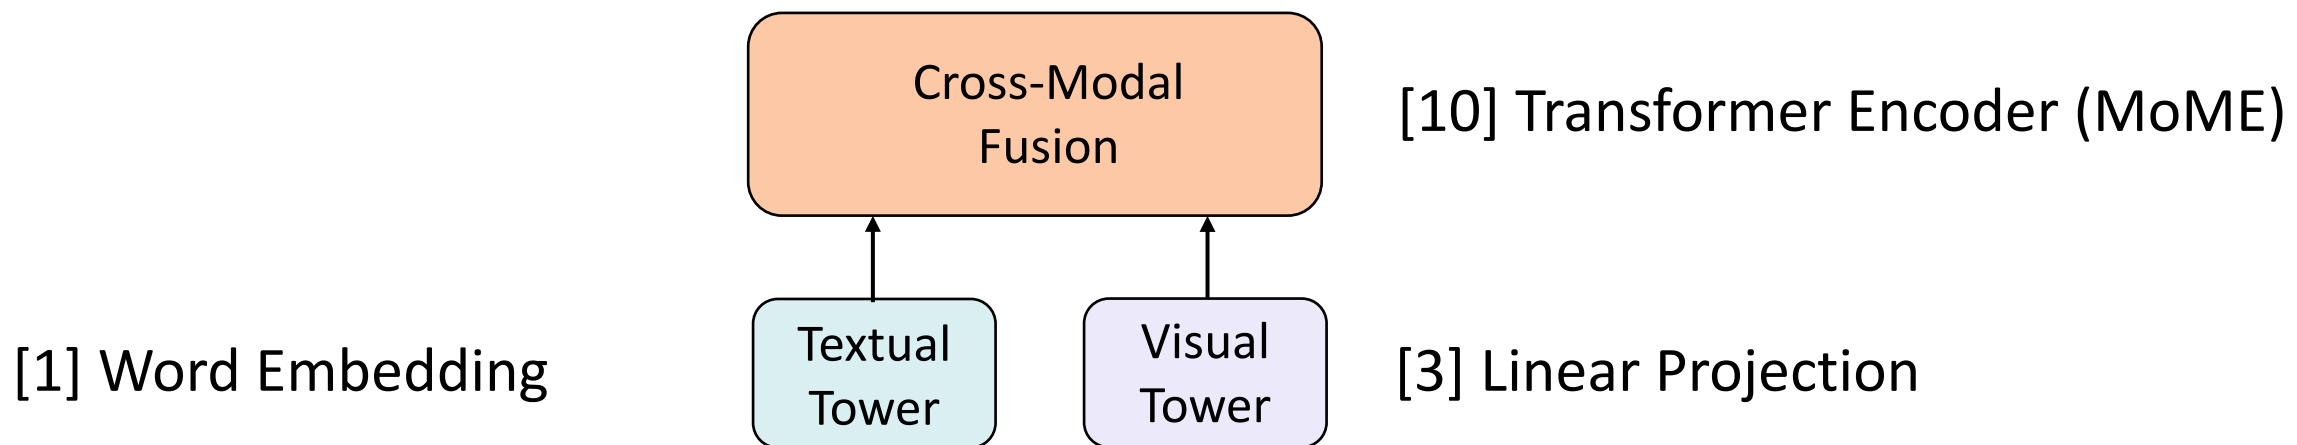 Cross-Modal
Fusion
[10] Transformer Encoder (MoME)
[1] Word Embedding
Textual
Tower
Visual
Tower
[3] Linear Projection